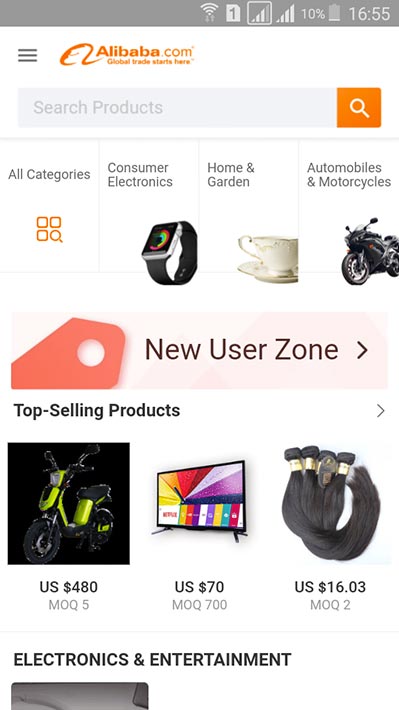 1
10%
16:55
Alibaba.com
Global trade starts here.™
Search Products
All Categories
Consumer
Electronics
Home &
Garden
Automobiles
& Motorcycles
New User Zone
Top-Selling Products
NETFLIX
US $480
MOQ 5
US $70
MOQ 700
US $16.03
MOQ 2
ELECTRONICS & ENTERTAINMENT